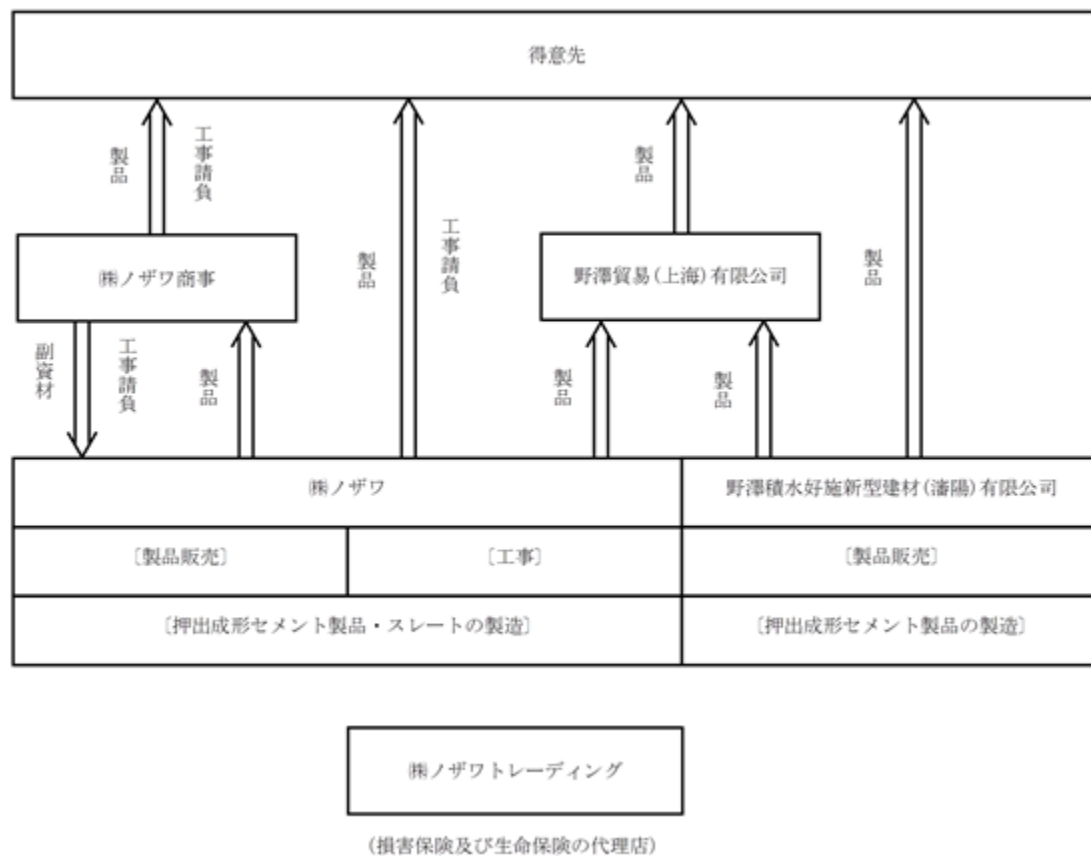 得意先
製品
工事請負
製品
工事請負
製品
製品
㈱ノザワ商事
野澤貿易(上海)有限公司
副資材
工事請負
製品
製品
製品
㈱ノザワ
野澤積水好施新型建材(瀋陽)有限公司
〔製品販売〕
〔工事〕
〔製品販売〕
〔押出成形セメント製品・スレートの製造〕
〔押出成形セメント製品の製造〕
㈱ノザワトレーディング
(損害保険及び生命保険の代理店)